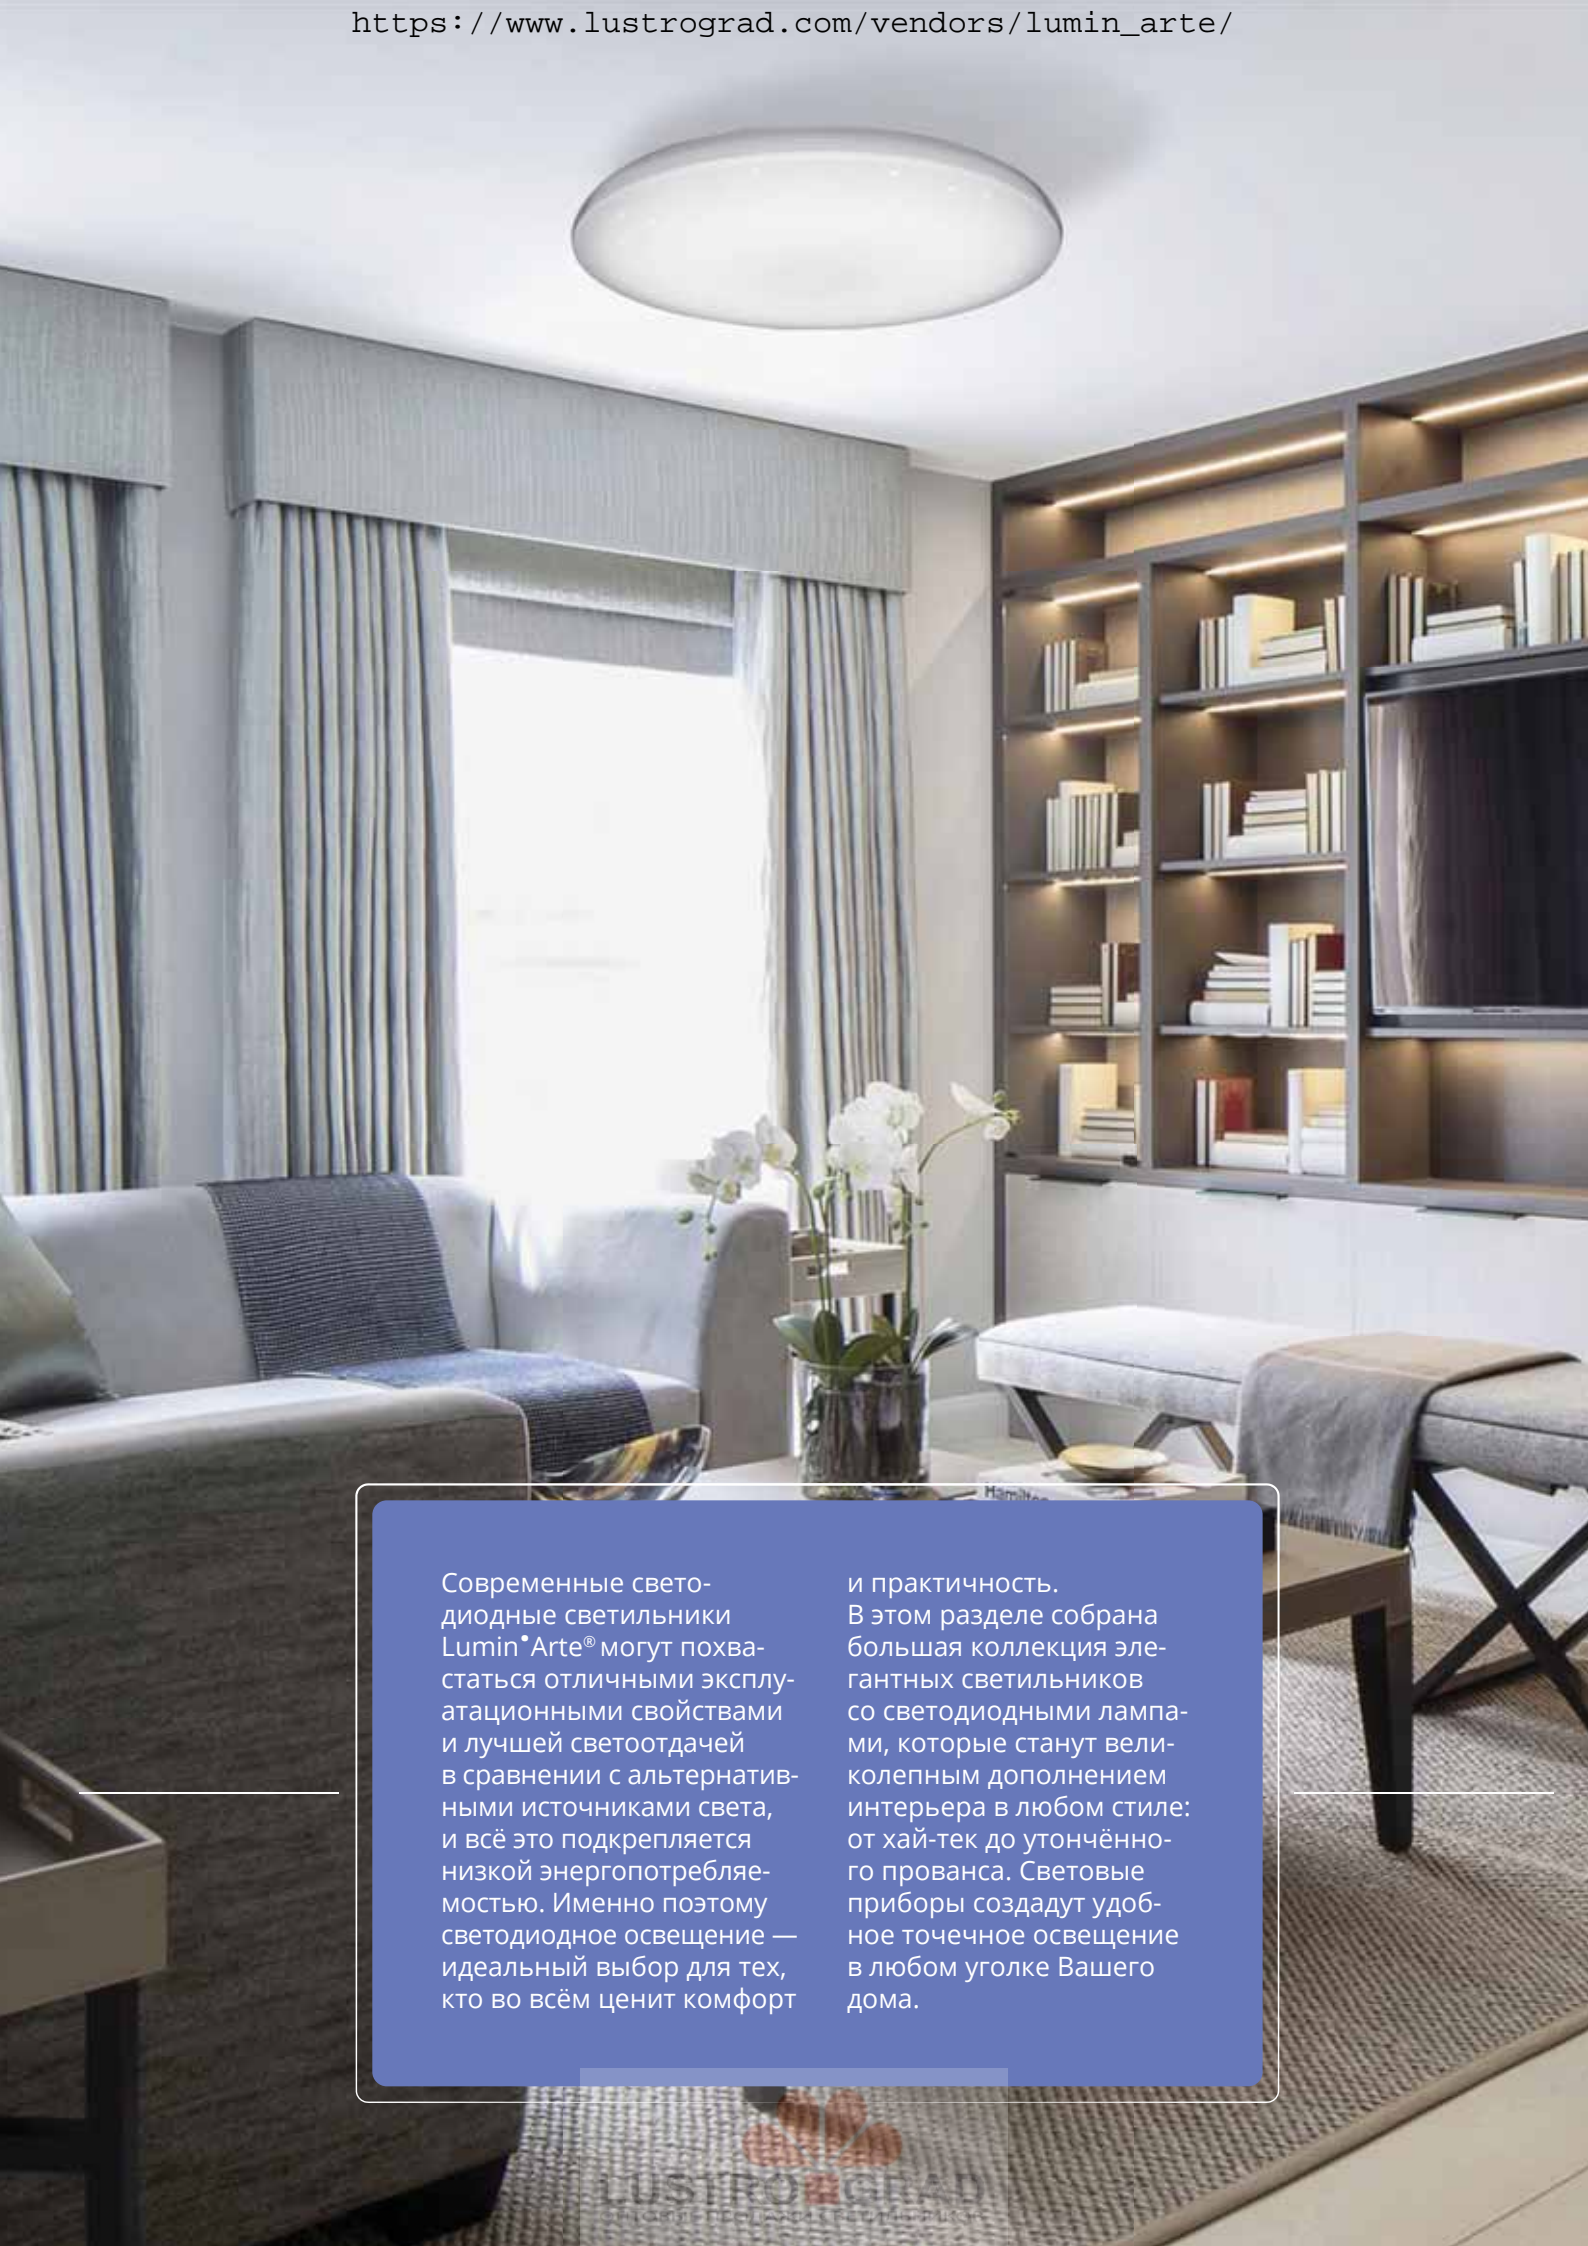 https://www.lustrograd.com/vendors/lumin_arte/
Hamilton
Современные свето-
диодные светильники
Lumin•Arte® могут похва-
статься отличными эксплу-
атационными свойствами
и лучшей светоотдачей
в сравнении с альтернатив-
ными источниками света,
и всё это подкрепляется
низкой энергопотребляе-
мостью. Именно поэтому
светодиодное освещение —
идеальный выбор для тех,
кто во всём ценит комфорт
и практичность.
В этом разделе собрана
большая коллекция эле-
гантных светильников
со светодиодными лампа-
ми, которые станут вели-
колепным дополнением
интерьера в любом стиле:
от хай-тек до утончённо-
го прованса. Световые
приборы создадут удоб-
ное точечное освещение
в любом уголке Вашего
дома.
LUSTRO GRAD